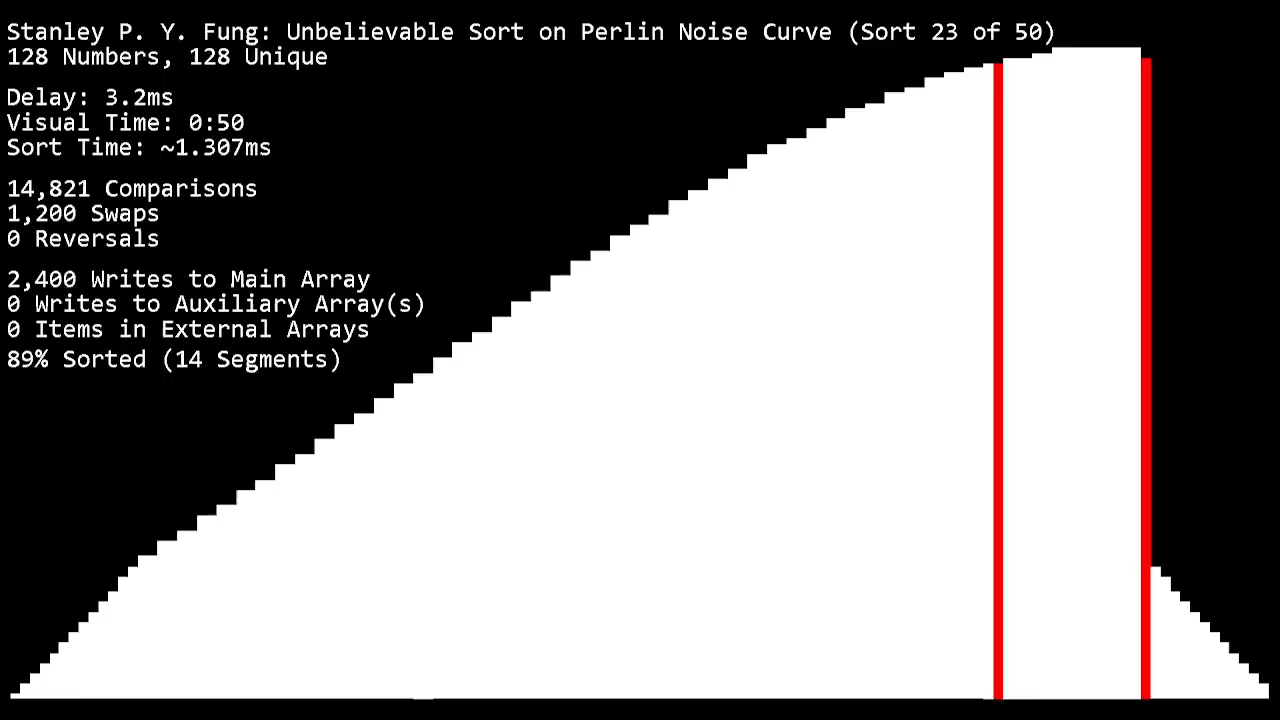 Stanley P. Y. Fung: Unbelievable Sort on Perlin Noise Curve (Sort 23 of 50)
128 Numbers, 128 Unique
Delay: 3.2ms
Visual Time: 0:50
Sort Time: ~1.307ms
14,821 Comparisons
1,200 Swaps
0 Reversals
2,400 Writes to Main Array
0 Writes to Auxiliary Array(s)
0 Items in External Arrays
89% Sorted (14 Segments)